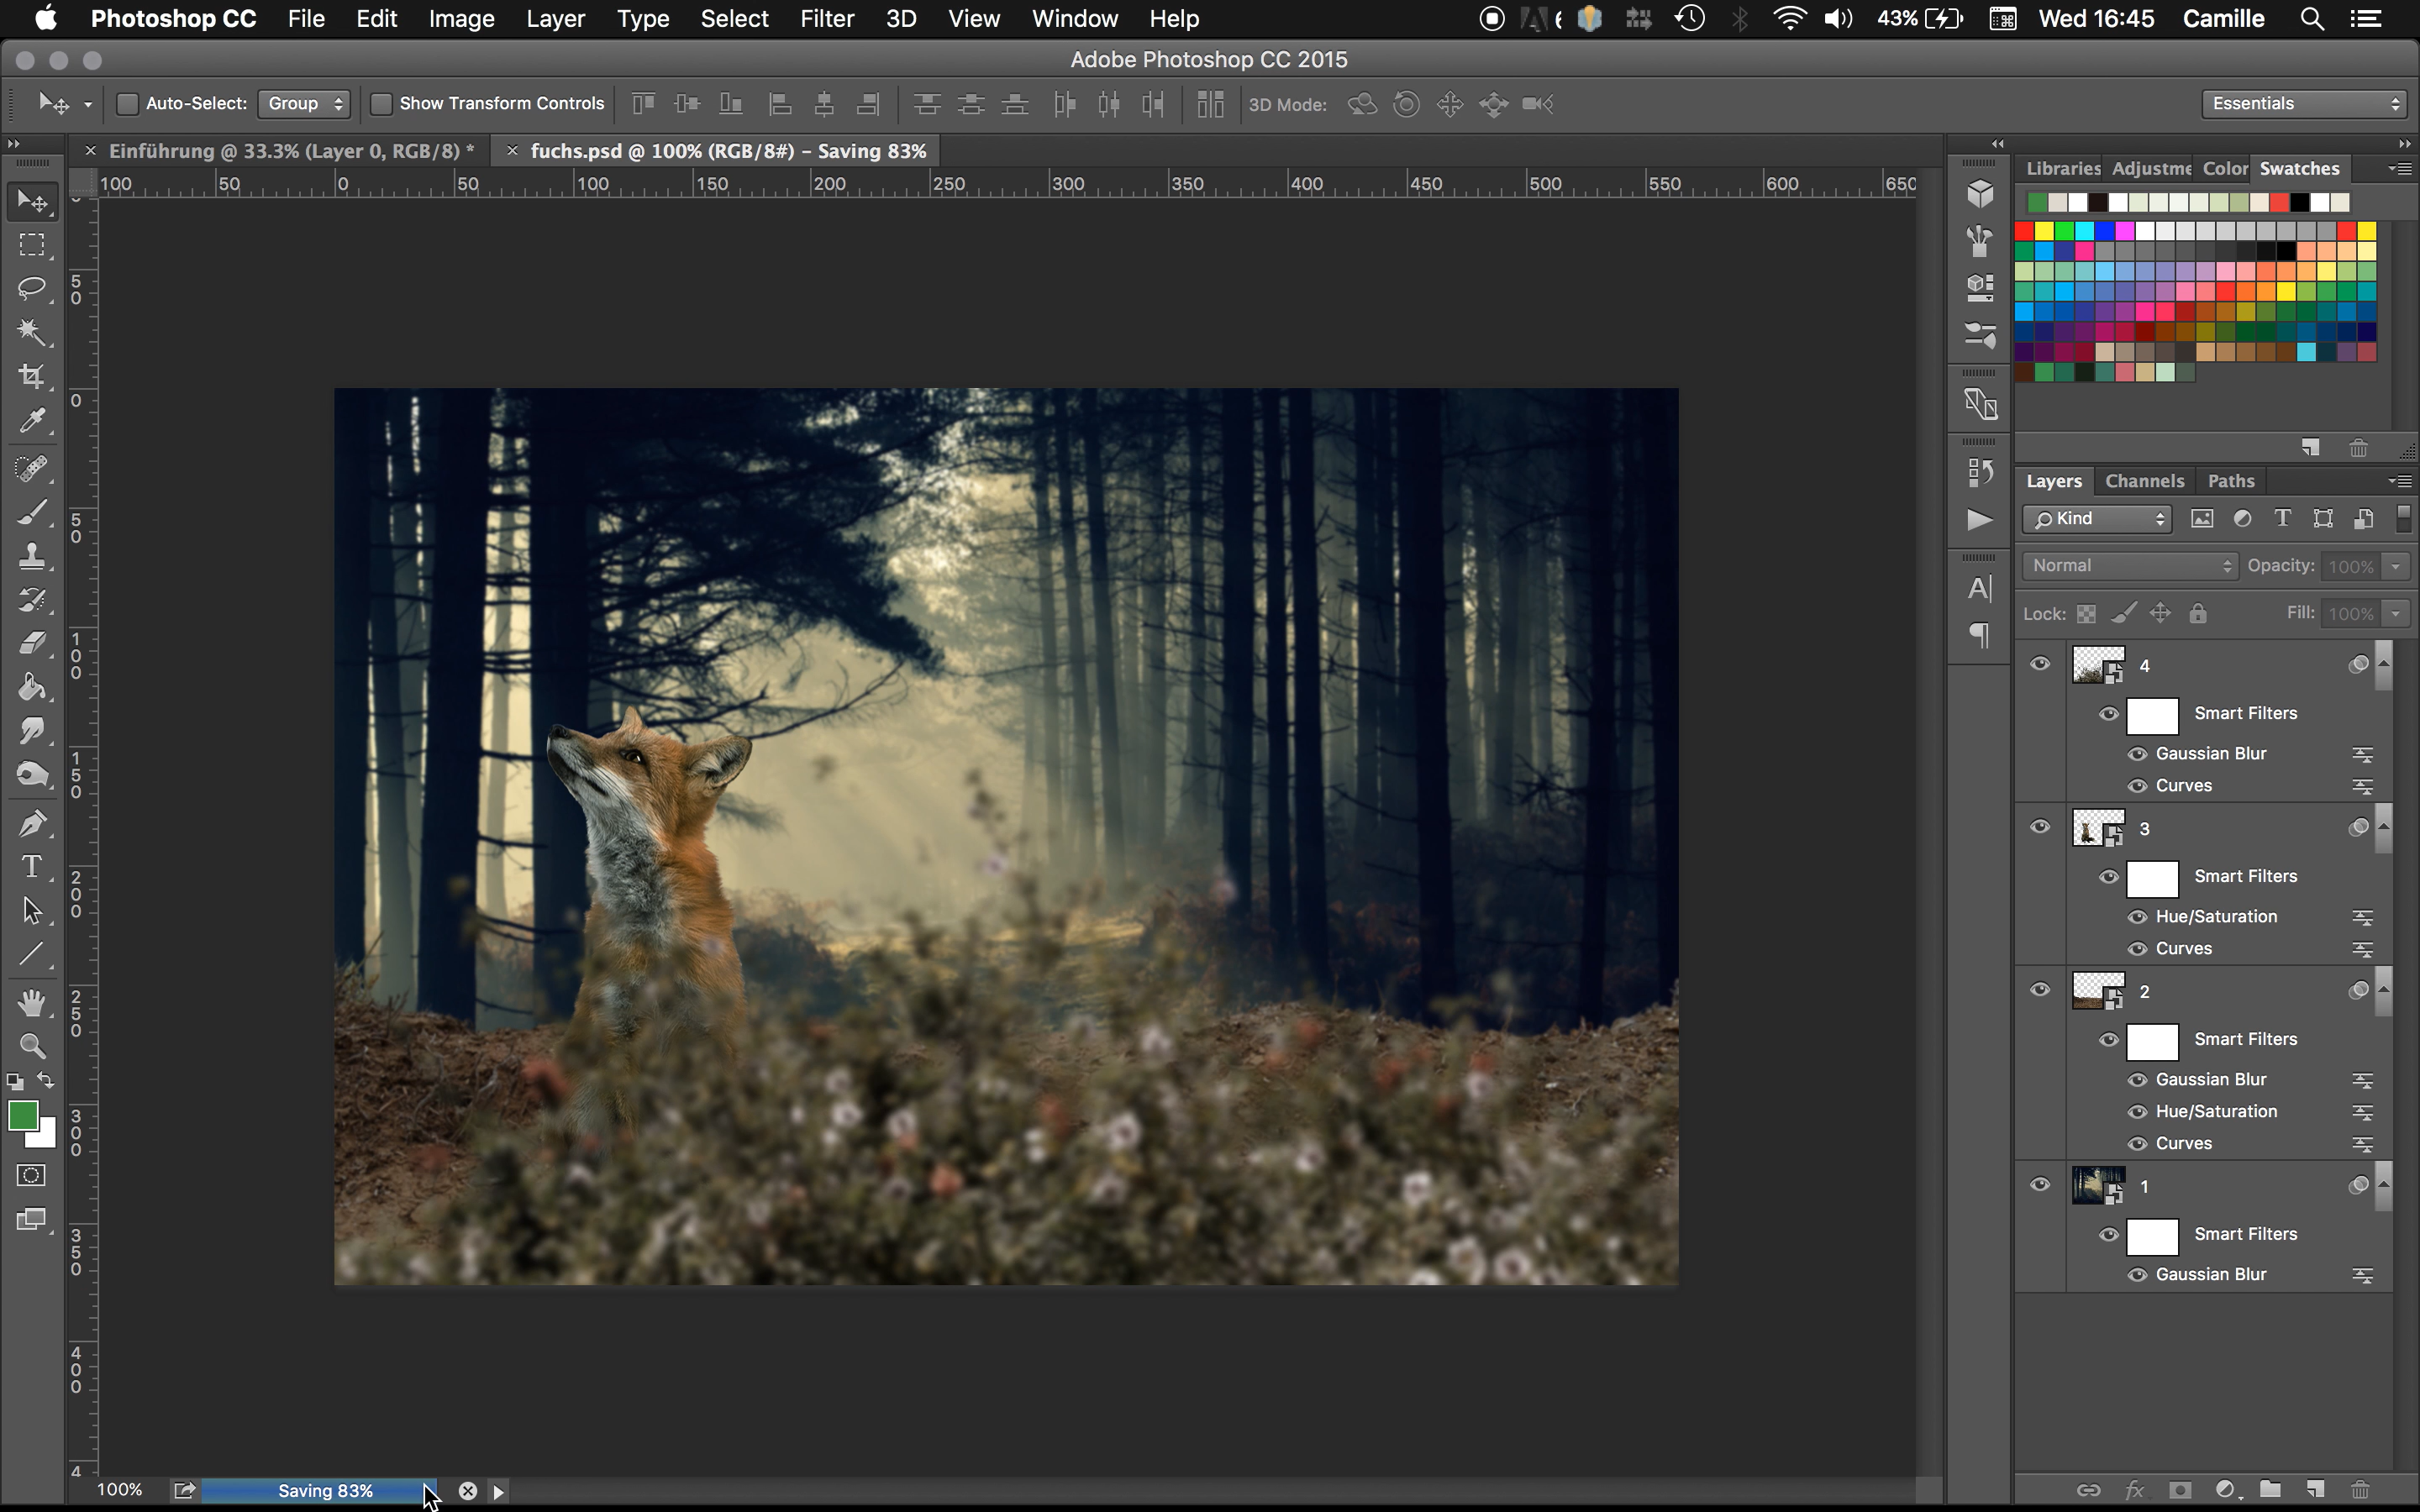 Photoshop CC File Edit Image Layer Type Select Filter 3D View Window Help 43% Wed 16:45 Camille
Adobe Photoshop CC 2015
Auto-Select: Group Show Transform Controls 3D Mode: Essentials
Einführung @ 33.3% (Layer 0, RGB/8) * fuchs.psd @ 100% (RGB/8#) – Saving 83%
100 50 0 50 100 150 200 250 300 350 400 450 500 550 600 650
Libraries Adjustme Color Swatches
0
50
0
50
100
150
200
250
300
350
400
4
Layers Channels Paths
Kind
Normal Opacity: 100%
Lock: Fill: 100%
4
Smart Filters
Gaussian Blur
Curves
3
Smart Filters
Hue/Saturation
Curves
2
Smart Filters
Gaussian Blur
Hue/Saturation
Curves
1
Smart Filters
Gaussian Blur
100% Saving 83%
fx